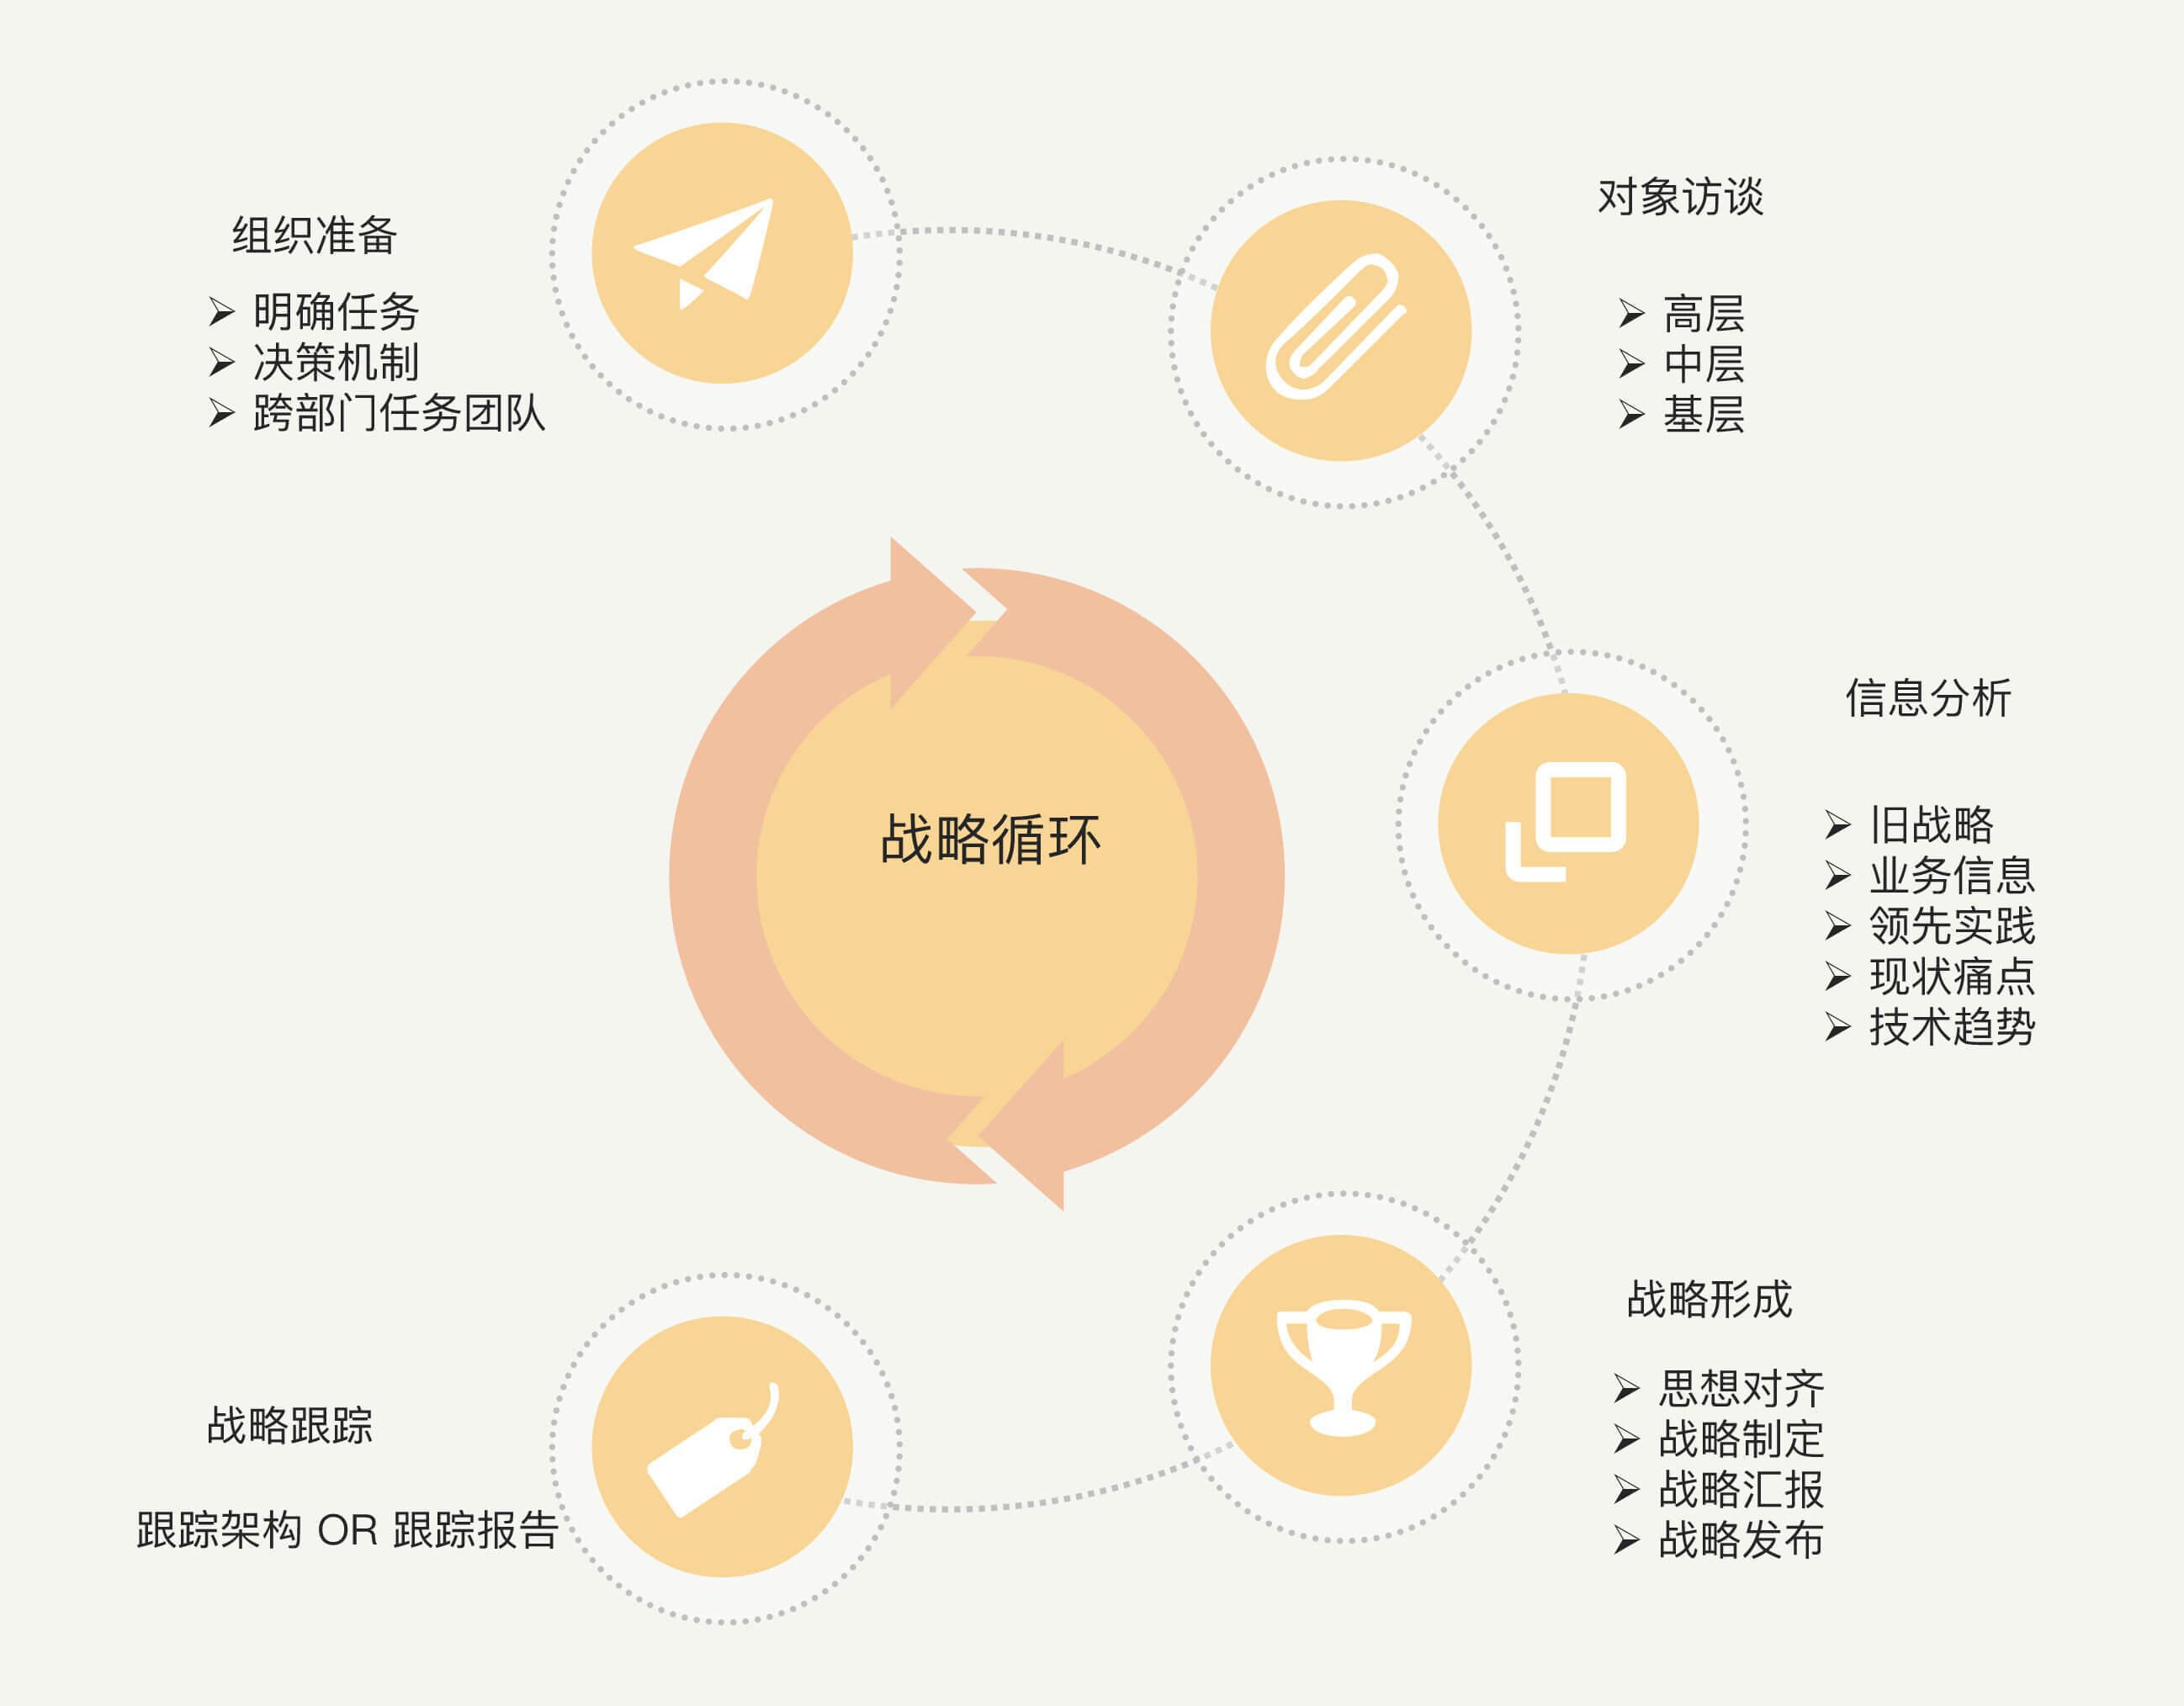 组织准备
明确任务
决策机制
跨部门任务团队
对象访谈
高层
中层
基层
战略循环
信息分析
旧战略
业务信息
领先实践
现状痛点
技术趋势
战略形成
思想对齐
战略制定
战略汇报
战略发布
战略跟踪
跟踪架构 OR 跟踪报告